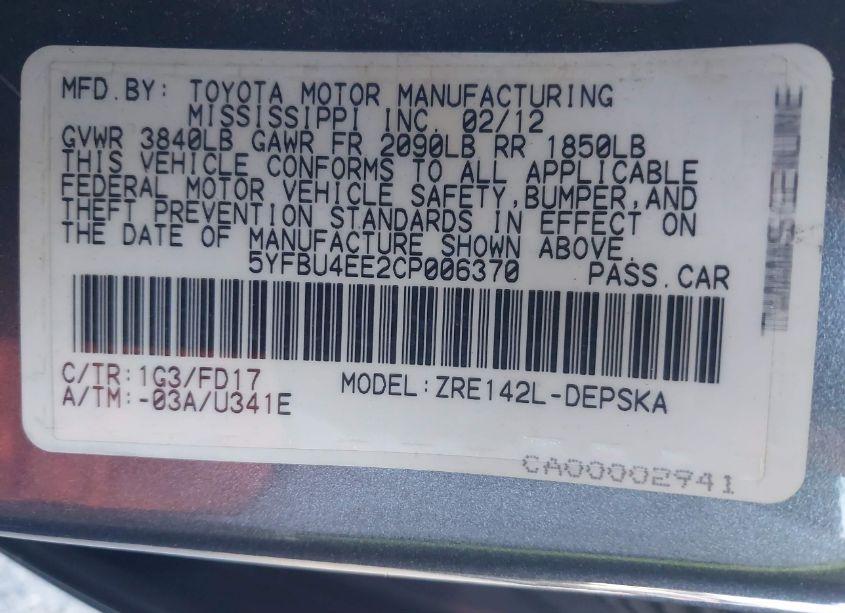 MFD.BY: TOYOTA MOTOR MANUFACTURING
MISSISSIPPI INC. 02/12
GVWR 3840LB GAWR FR 2090LB RR 1850LB
THIS VEHICLE CONFORMS TO ALL APPLICABLE
FEDERAL MOTOR VEHICLE SAFETY,BUMPER,AND
THEFT PREVENTION STANDARDS IN EFFECT ON
THE DATE OF MANUFACTURE SHOWN ABOVE.
5YFBU4EE2CP006370 PASS.CAR
C/TR:1G3/FD17 MODEL:ZRE142L-DEPSKA
A/TM:-03A/U341E
CA00002941